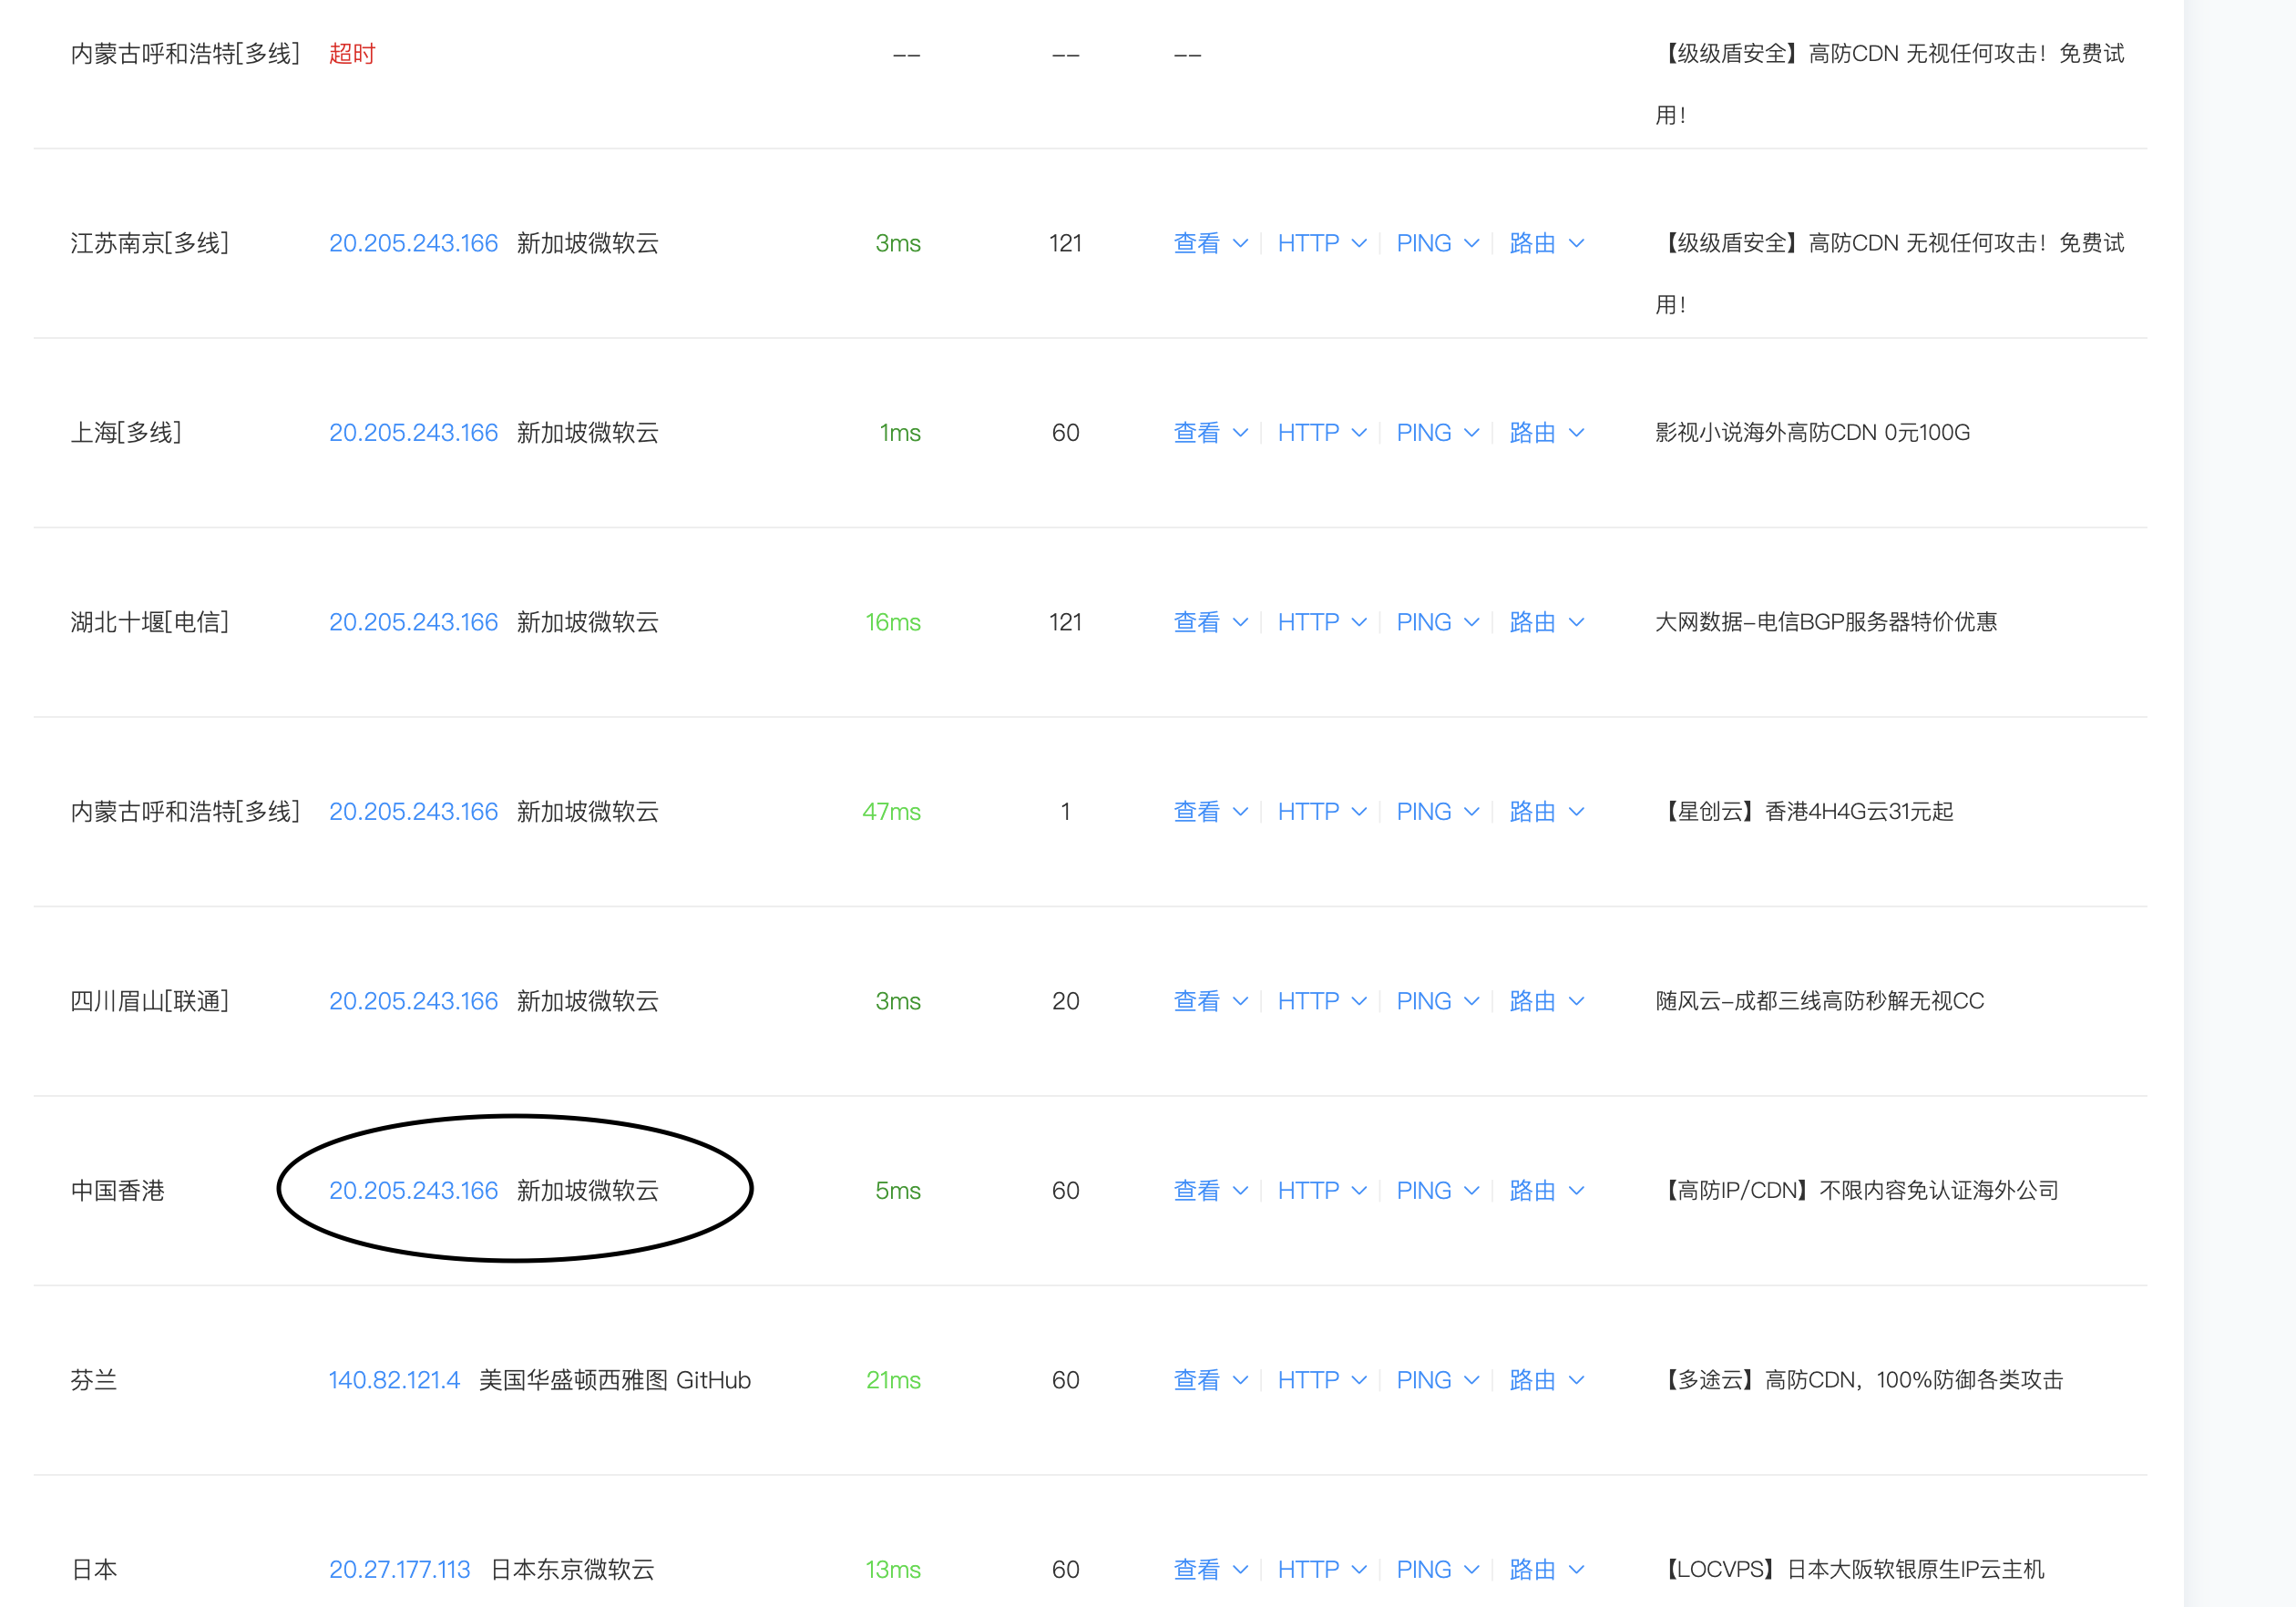 内蒙古呼和浩特[多线] 超时 -- -- -- 【级级盾安全】高防CDN 无视任何攻击！免费试
用！
江苏南京[多线] 20.205.243.166 新加坡微软云 3ms 121 查看 HTTP PING 路由 【级级盾安全】高防CDN 无视任何攻击！免费试
用！
上海[多线] 20.205.243.166 新加坡微软云 1ms 60 查看 HTTP PING 路由 影视小说海外高防CDN 0元100G
湖北十堰[电信] 20.205.243.166 新加坡微软云 16ms 121 查看 HTTP PING 路由 大网数据-电信BGP服务器特价优惠
内蒙古呼和浩特[多线] 20.205.243.166 新加坡微软云 47ms 1 查看 HTTP PING 路由 【星创云】香港4H4G云31元起
四川眉山[联通] 20.205.243.166 新加坡微软云 3ms 20 查看 HTTP PING 路由 随风云-成都三线高防秒解无视CC
中国香港 20.205.243.166 新加坡微软云 5ms 60 查看 HTTP PING 路由 【高防IP/CDN】不限内容免认证海外公司
芬兰 140.82.121.4 美国华盛顿西雅图 GitHub 21ms 60 查看 HTTP PING 路由 【多途云】高防CDN，100%防御各类攻击
日本 20.27.177.113 日本东京微软云 13ms 60 查看 HTTP PING 路由 【LOCVPS】日本大阪软银原生IP云主机